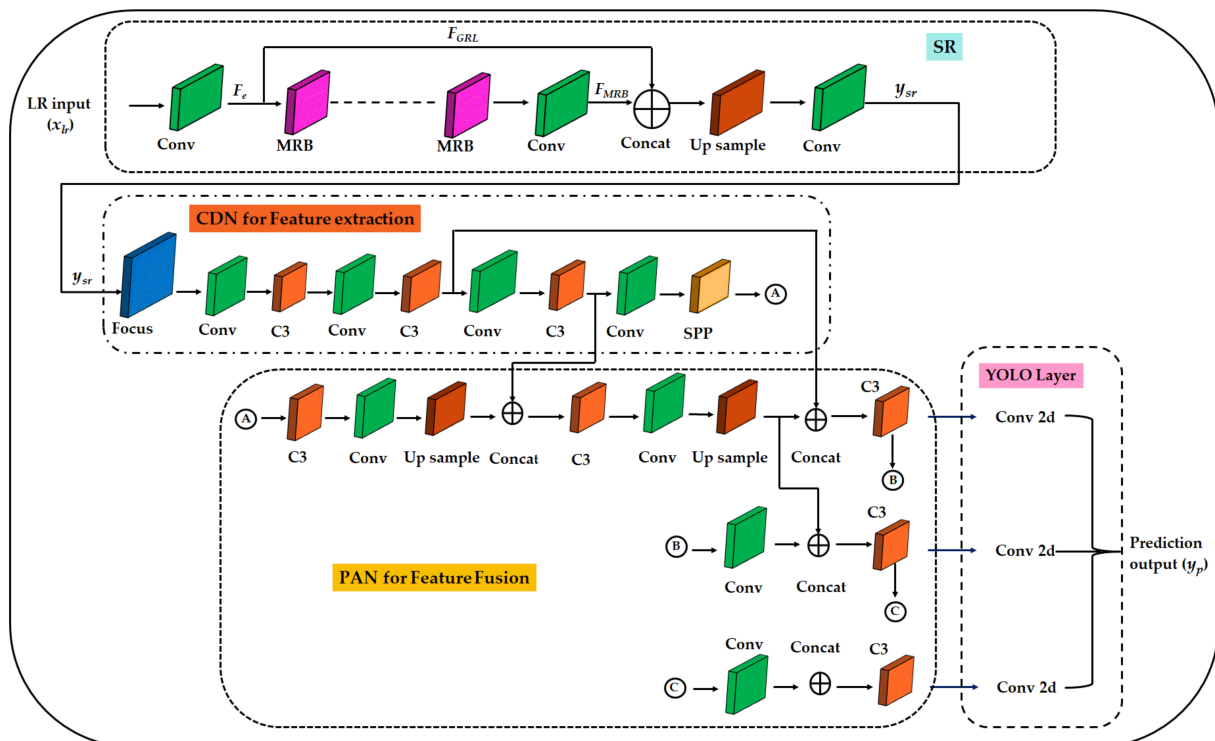 F_GRL
SR
LR input
(x_lr)
F_e
F_MRB
y_sr
Conv
MRB
MRB
Conv
Concat
Up sample
Conv
CDN for Feature extraction
y_sr
A
Focus
Conv
C3
Conv
C3
Conv
C3
Conv
SPP
YOLO Layer
C3
A
Conv 2d
C3
Conv
Up sample
Concat
C3
Conv
Up sample
Concat
B
C3
B
Conv 2d
Prediction
output (y_p)
PAN for Feature Fusion
Conv
Concat
C
Conv
Concat
C3
C
Conv 2d